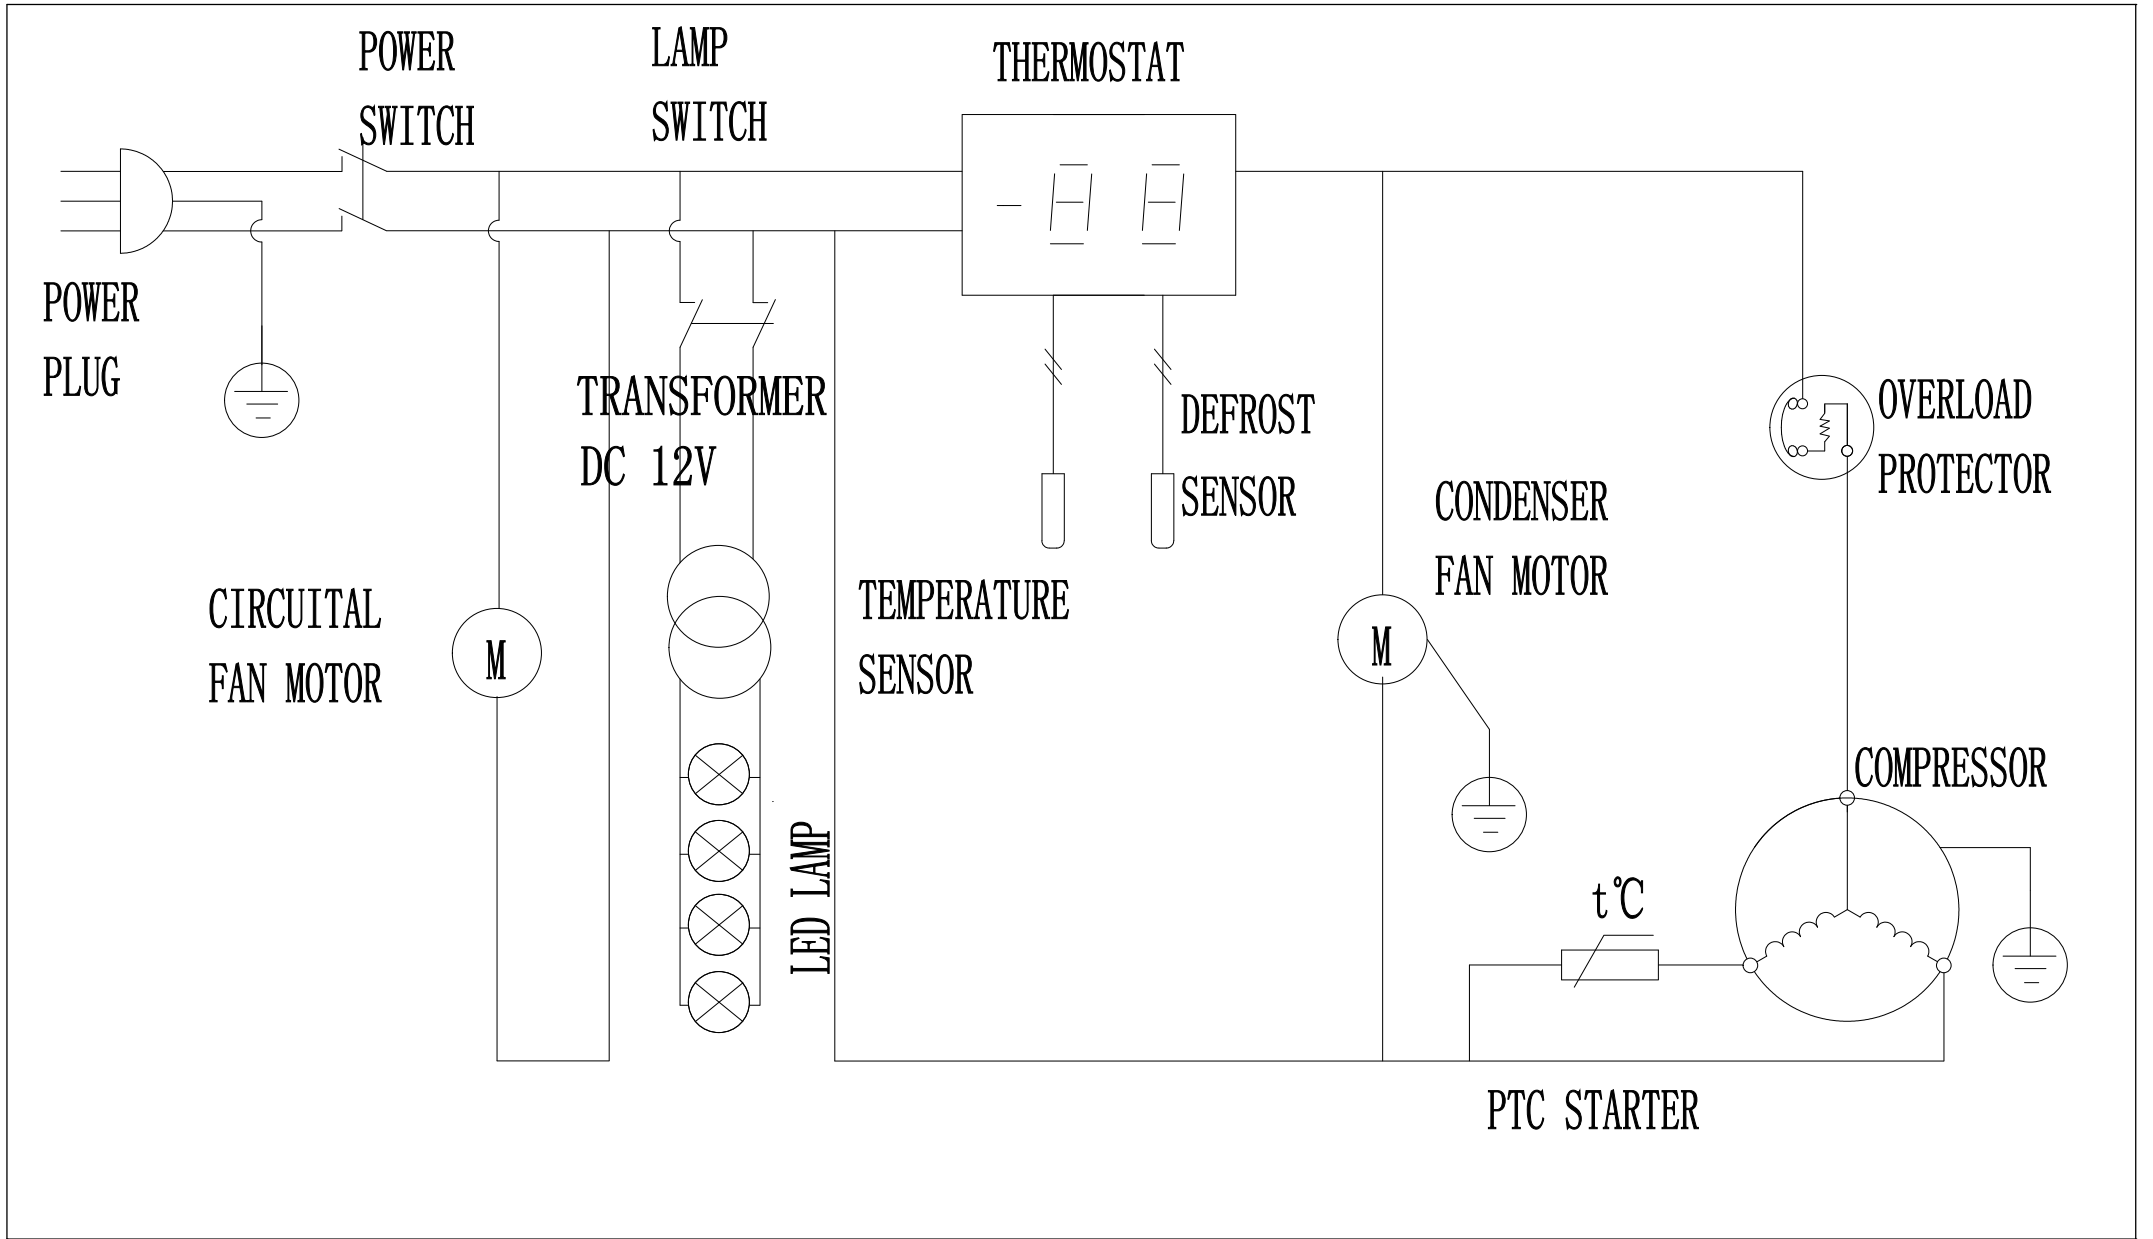 POWER
SWITCH
LAMP
SWITCH
THERMOSTAT
POWER
PLUG
TRANSFORMER
DC 12V
DEFROST
SENSOR
OVERLOAD
PROTECTOR
CONDENSER
FAN MOTOR
CIRCUITAL
FAN MOTOR
M
TEMPERATURE
SENSOR
M
COMPRESSOR
LED LAMP
t℃
PTC STARTER